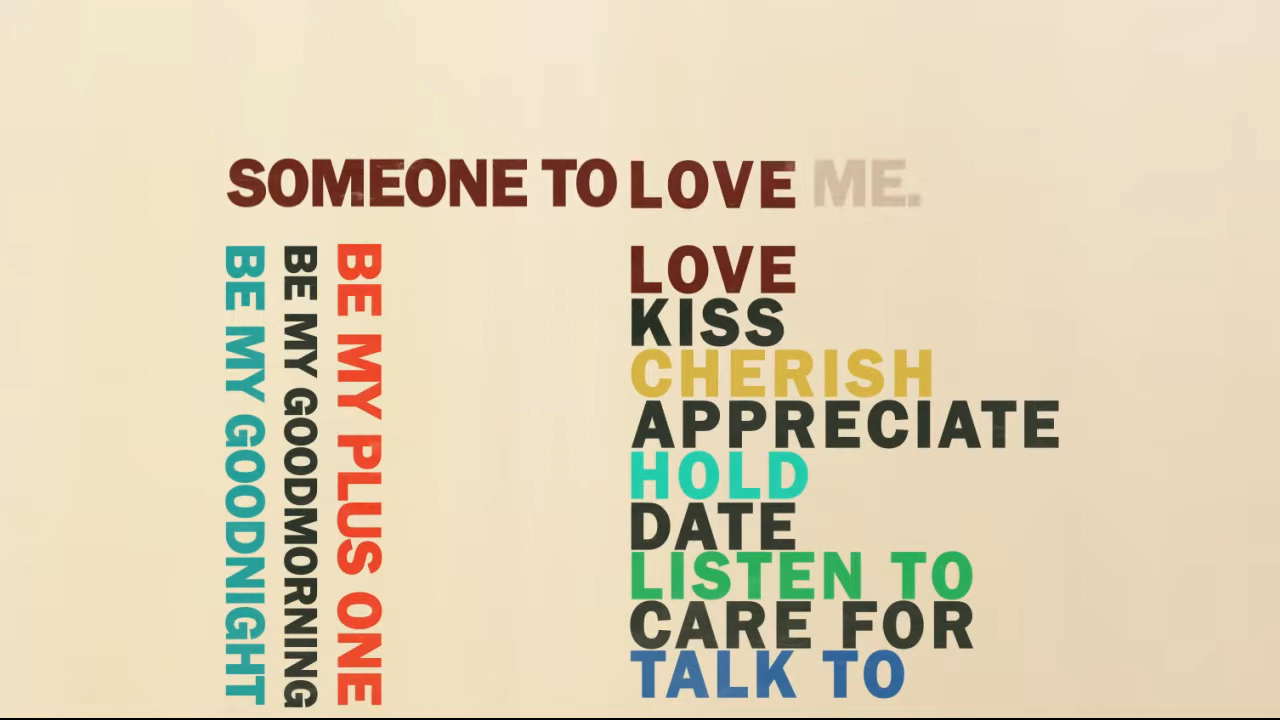 SOMEONE TO LOVE ME.
BE MY GOODNIGHT
BE MY GOODMORNING
BE MY PLUS ONE
LOVE
KISS
CHERISH
APPRECIATE
HOLD
DATE
LISTEN TO
CARE FOR
TALK TO